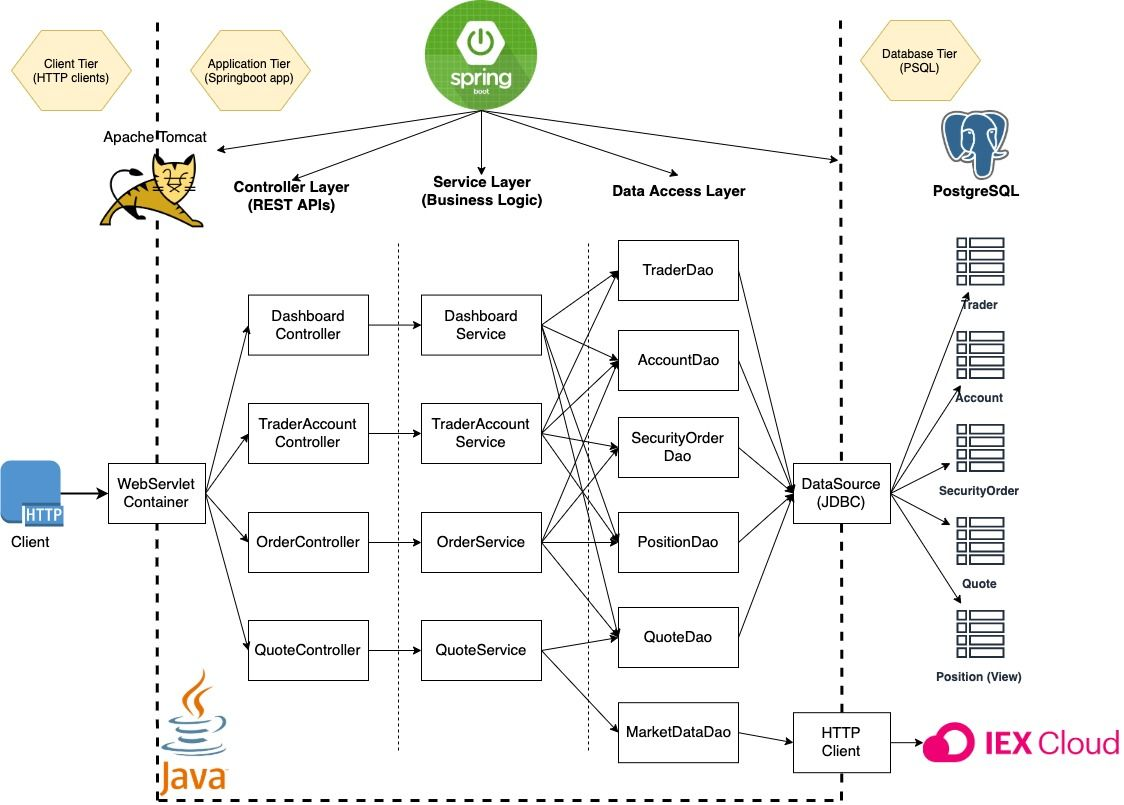 Client Tier
(HTTP clients)
Application Tier
(Springboot app)
spring
boot
Database Tier
(PSQL)
Apache Tomcat
Controller Layer
(REST APIs)
Service Layer
(Business Logic)
Data Access Layer
PostgreSQL
Dashboard
Controller
Dashboard
Service
TraderDao
Trader
AccountDao
Account
TraderAccount
Controller
TraderAccount
Service
SecurityOrder
Dao
SecurityOrder
HTTP
Client
WebServlet
Container
DataSource
(JDBC)
OrderController
OrderService
PositionDao
Quote
QuoteController
QuoteService
QuoteDao
Position (View)
Java
MarketDataDao
HTTP
Client
IEX Cloud